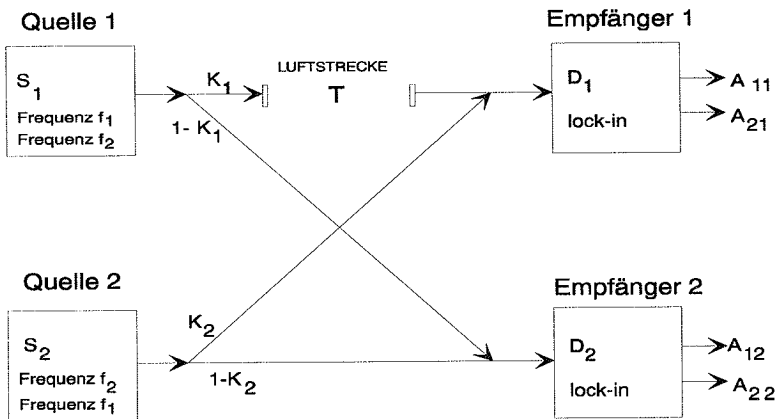 Quelle 1
S1
Frequenz f1
Frequenz f2
K1
1- K1
LUFTSTRECKE
T
Empfänger 1
D1
lock-in
A 11
A21
Quelle 2
S2
Frequenz f2
Frequenz f1
K2
1-K2
Empfänger 2
D2
lock-in
A12
A22